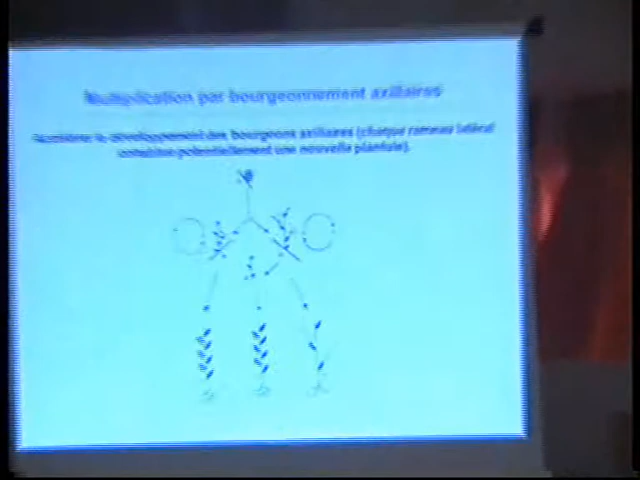 Multiplication par bourgeonnement axillaires
le développement des bourgeons axillaires (chaque rameau latéral
potentiellement une nouvelle plantule).